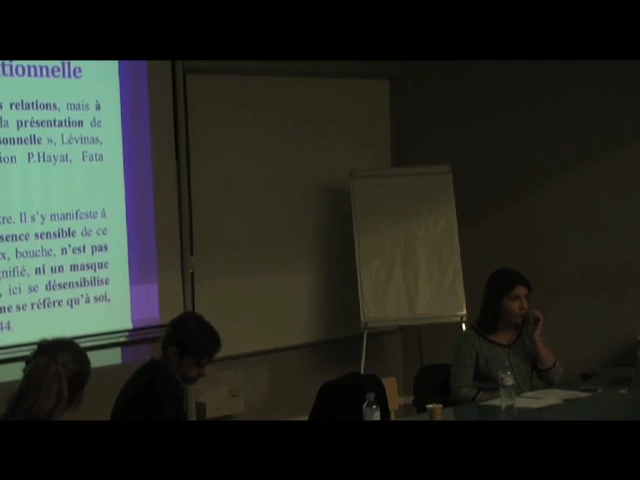 tionnelle
s relations, mais à
la présentation de
sonnelle », Lévinas,
ion P.Hayat, Fata
tre. Il s'y manifeste à
sence sensible de ce
x, bouche, n'est pas
gnifié, ni un masque
, ici se désensibilise
me se réfère qu'à soi,
44.